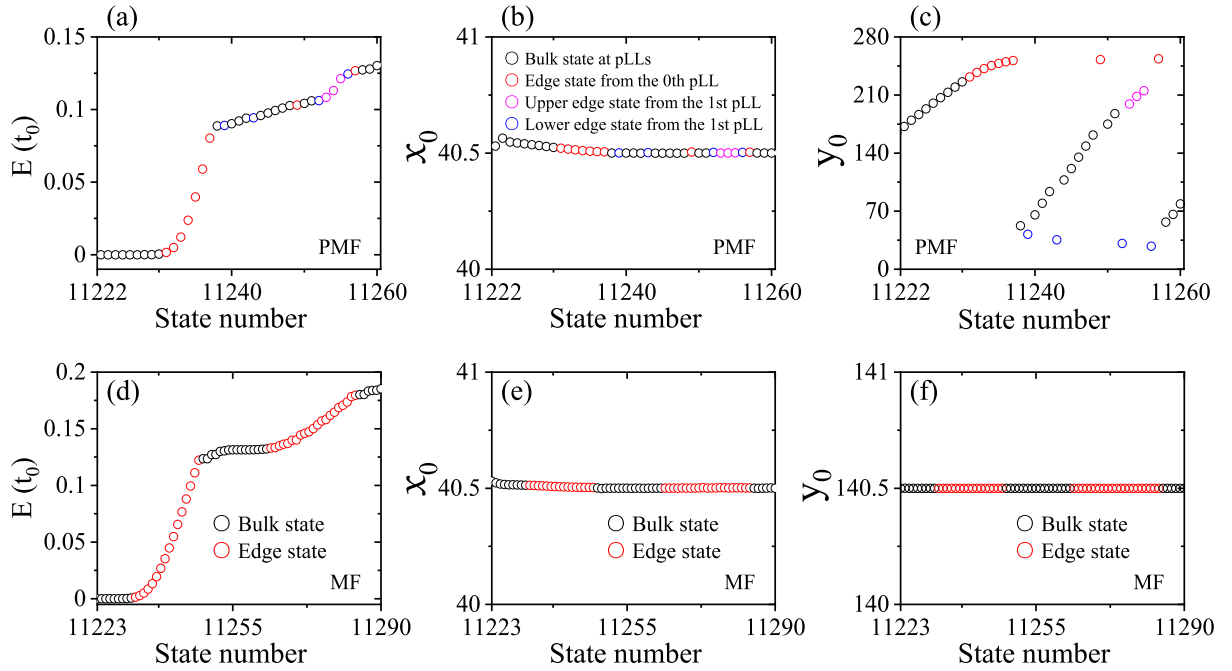 (a)
E (t0)
0.15
0.1
0.05
0
PMF
11222
11240
11260
State number
(b)
x0
41
40.5
40
Bulk state at pLLs
Edge state from the 0th pLL
Upper edge state from the 1st pLL
Lower edge state from the 1st pLL
PMF
11222
11240
11260
State number
(c)
y0
280
210
140
70
0
PMF
11222
11240
11260
State number
(d)
E (t0)
0.2
0.15
0.1
0.05
0
Bulk state
Edge state
MF
11223
11255
11290
State number
(e)
x0
41
40.5
40
Bulk state
Edge state
MF
11223
11255
11290
State number
(f)
y0
141
140.5
140
Bulk state
Edge state
MF
11223
11255
11290
State number